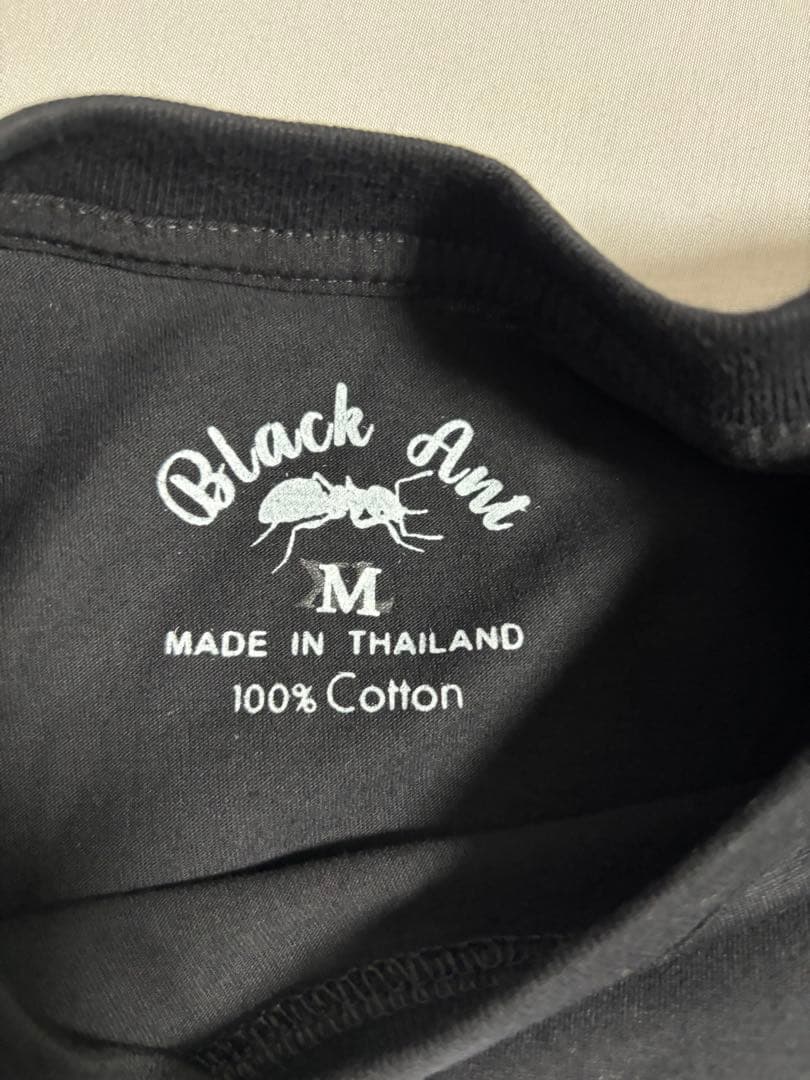 Black Ant
M
MADE IN THAILAND
100% Cotton